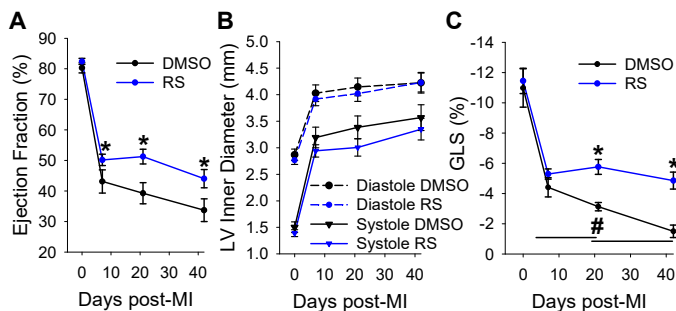 A
Ejection Fraction (%)
90
80
70
60
50
40
30
20
DMSO
RS
*
*
*
0
10
20
30
40
Days post-MI
B
LV Inner Diameter (mm)
5.0
4.5
4.0
3.5
3.0
2.5
2.0
1.5
1.0
Diastole DMSO
Diastole RS
Systole DMSO
Systole RS
0
10
20
30
40
Days post-MI
C
GLS (%)
-14
-12
-10
-8
-6
-4
-2
0
DMSO
RS
*
*
#
0
10
20
30
40
Days post-MI